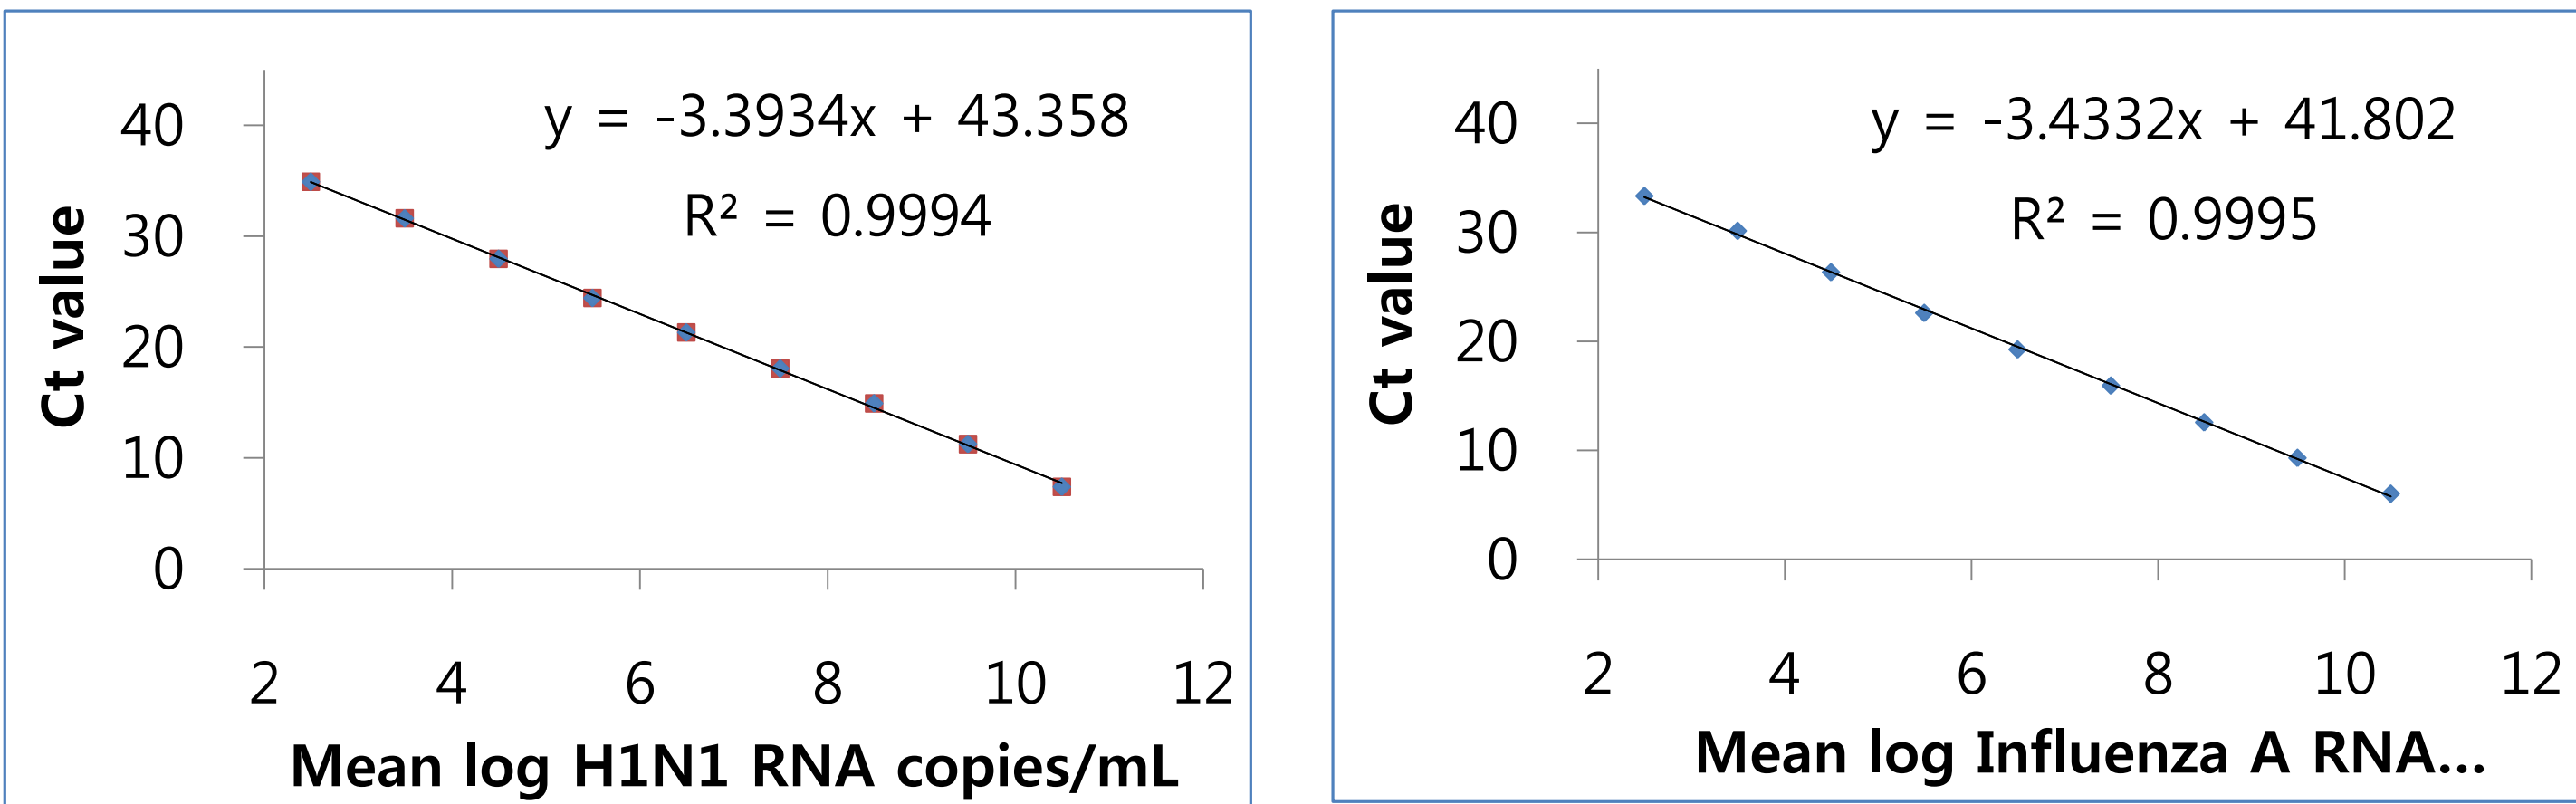 y = -3.3934x + 43.358
R² = 0.9994
Ct value
40
30
20
10
0
2 4 6 8 10 12
Mean log H1N1 RNA copies/mL
y = -3.4332x + 41.802
R² = 0.9995
Ct value
40
30
20
10
0
2 4 6 8 10 12
Mean log Influenza A RNA...